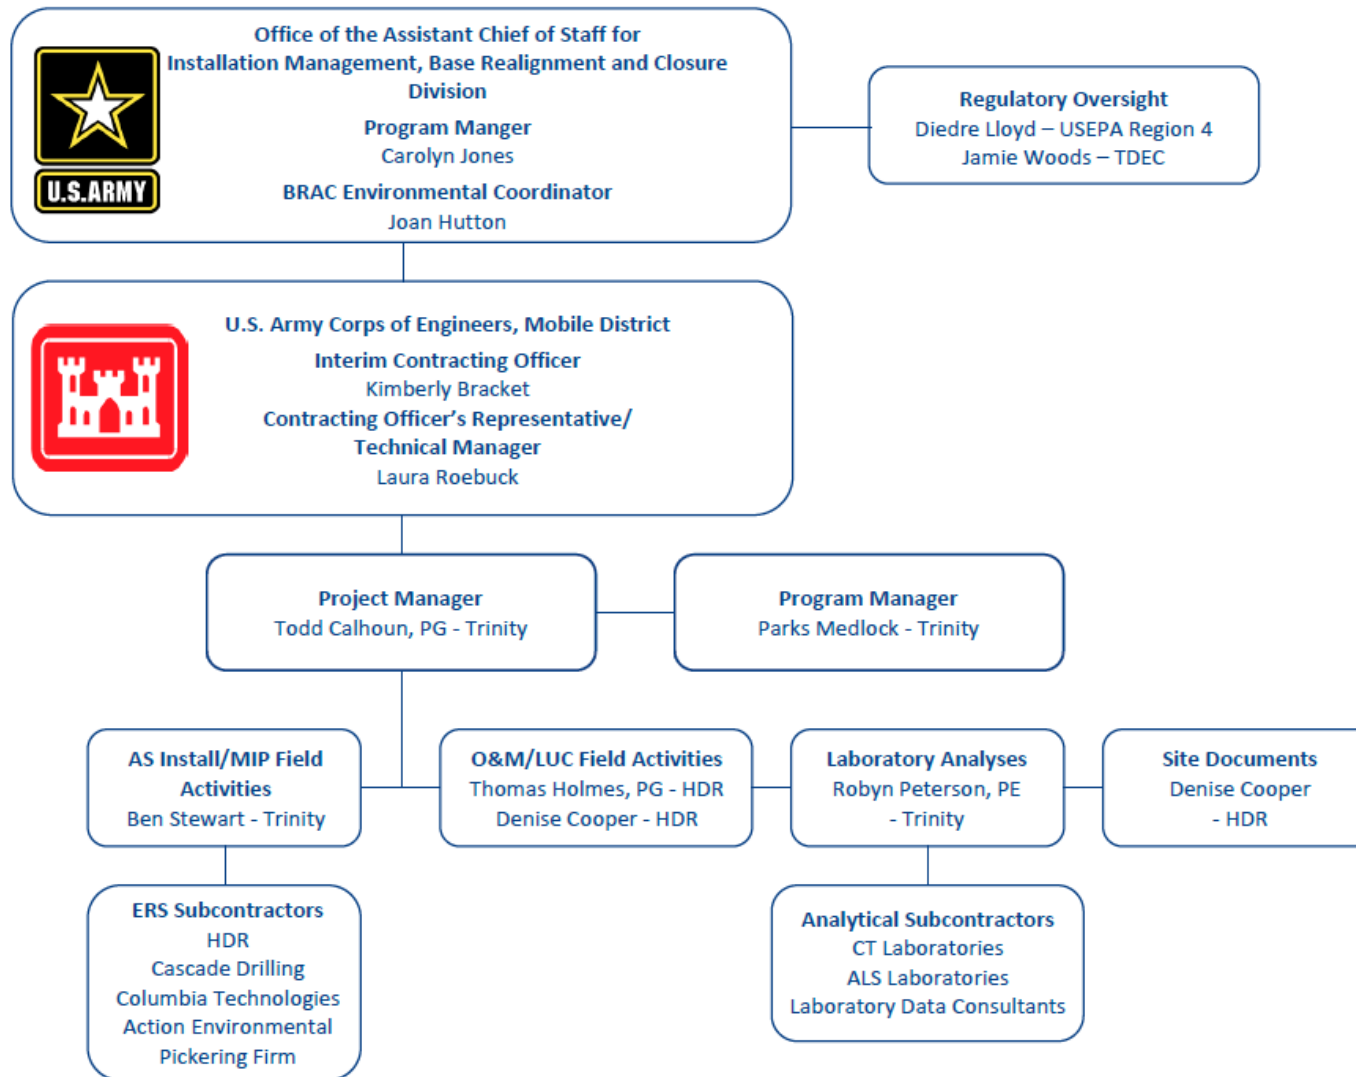 Office of the Assistant Chief of Staff for
Installation Management, Base Realignment and Closure
Division
Program Manger
Carolyn Jones
BRAC Environmental Coordinator
Joan Hutton
U.S.ARMY
Regulatory Oversight
Diedre Lloyd – USEPA Region 4
Jamie Woods – TDEC
U.S. Army Corps of Engineers, Mobile District
Interim Contracting Officer
Kimberly Bracket
Contracting Officer's Representative/
Technical Manager
Laura Roebuck
Project Manager
Todd Calhoun, PG - Trinity
Program Manager
Parks Medlock - Trinity
AS Install/MIP Field
Activities
Ben Stewart - Trinity
O&M/LUC Field Activities
Thomas Holmes, PG - HDR
Denise Cooper - HDR
Laboratory Analyses
Robyn Peterson, PE
- Trinity
Site Documents
Denise Cooper
- HDR
ERS Subcontractors
HDR
Cascade Drilling
Columbia Technologies
Action Environmental
Pickering Firm
Analytical Subcontractors
CT Laboratories
ALS Laboratories
Laboratory Data Consultants